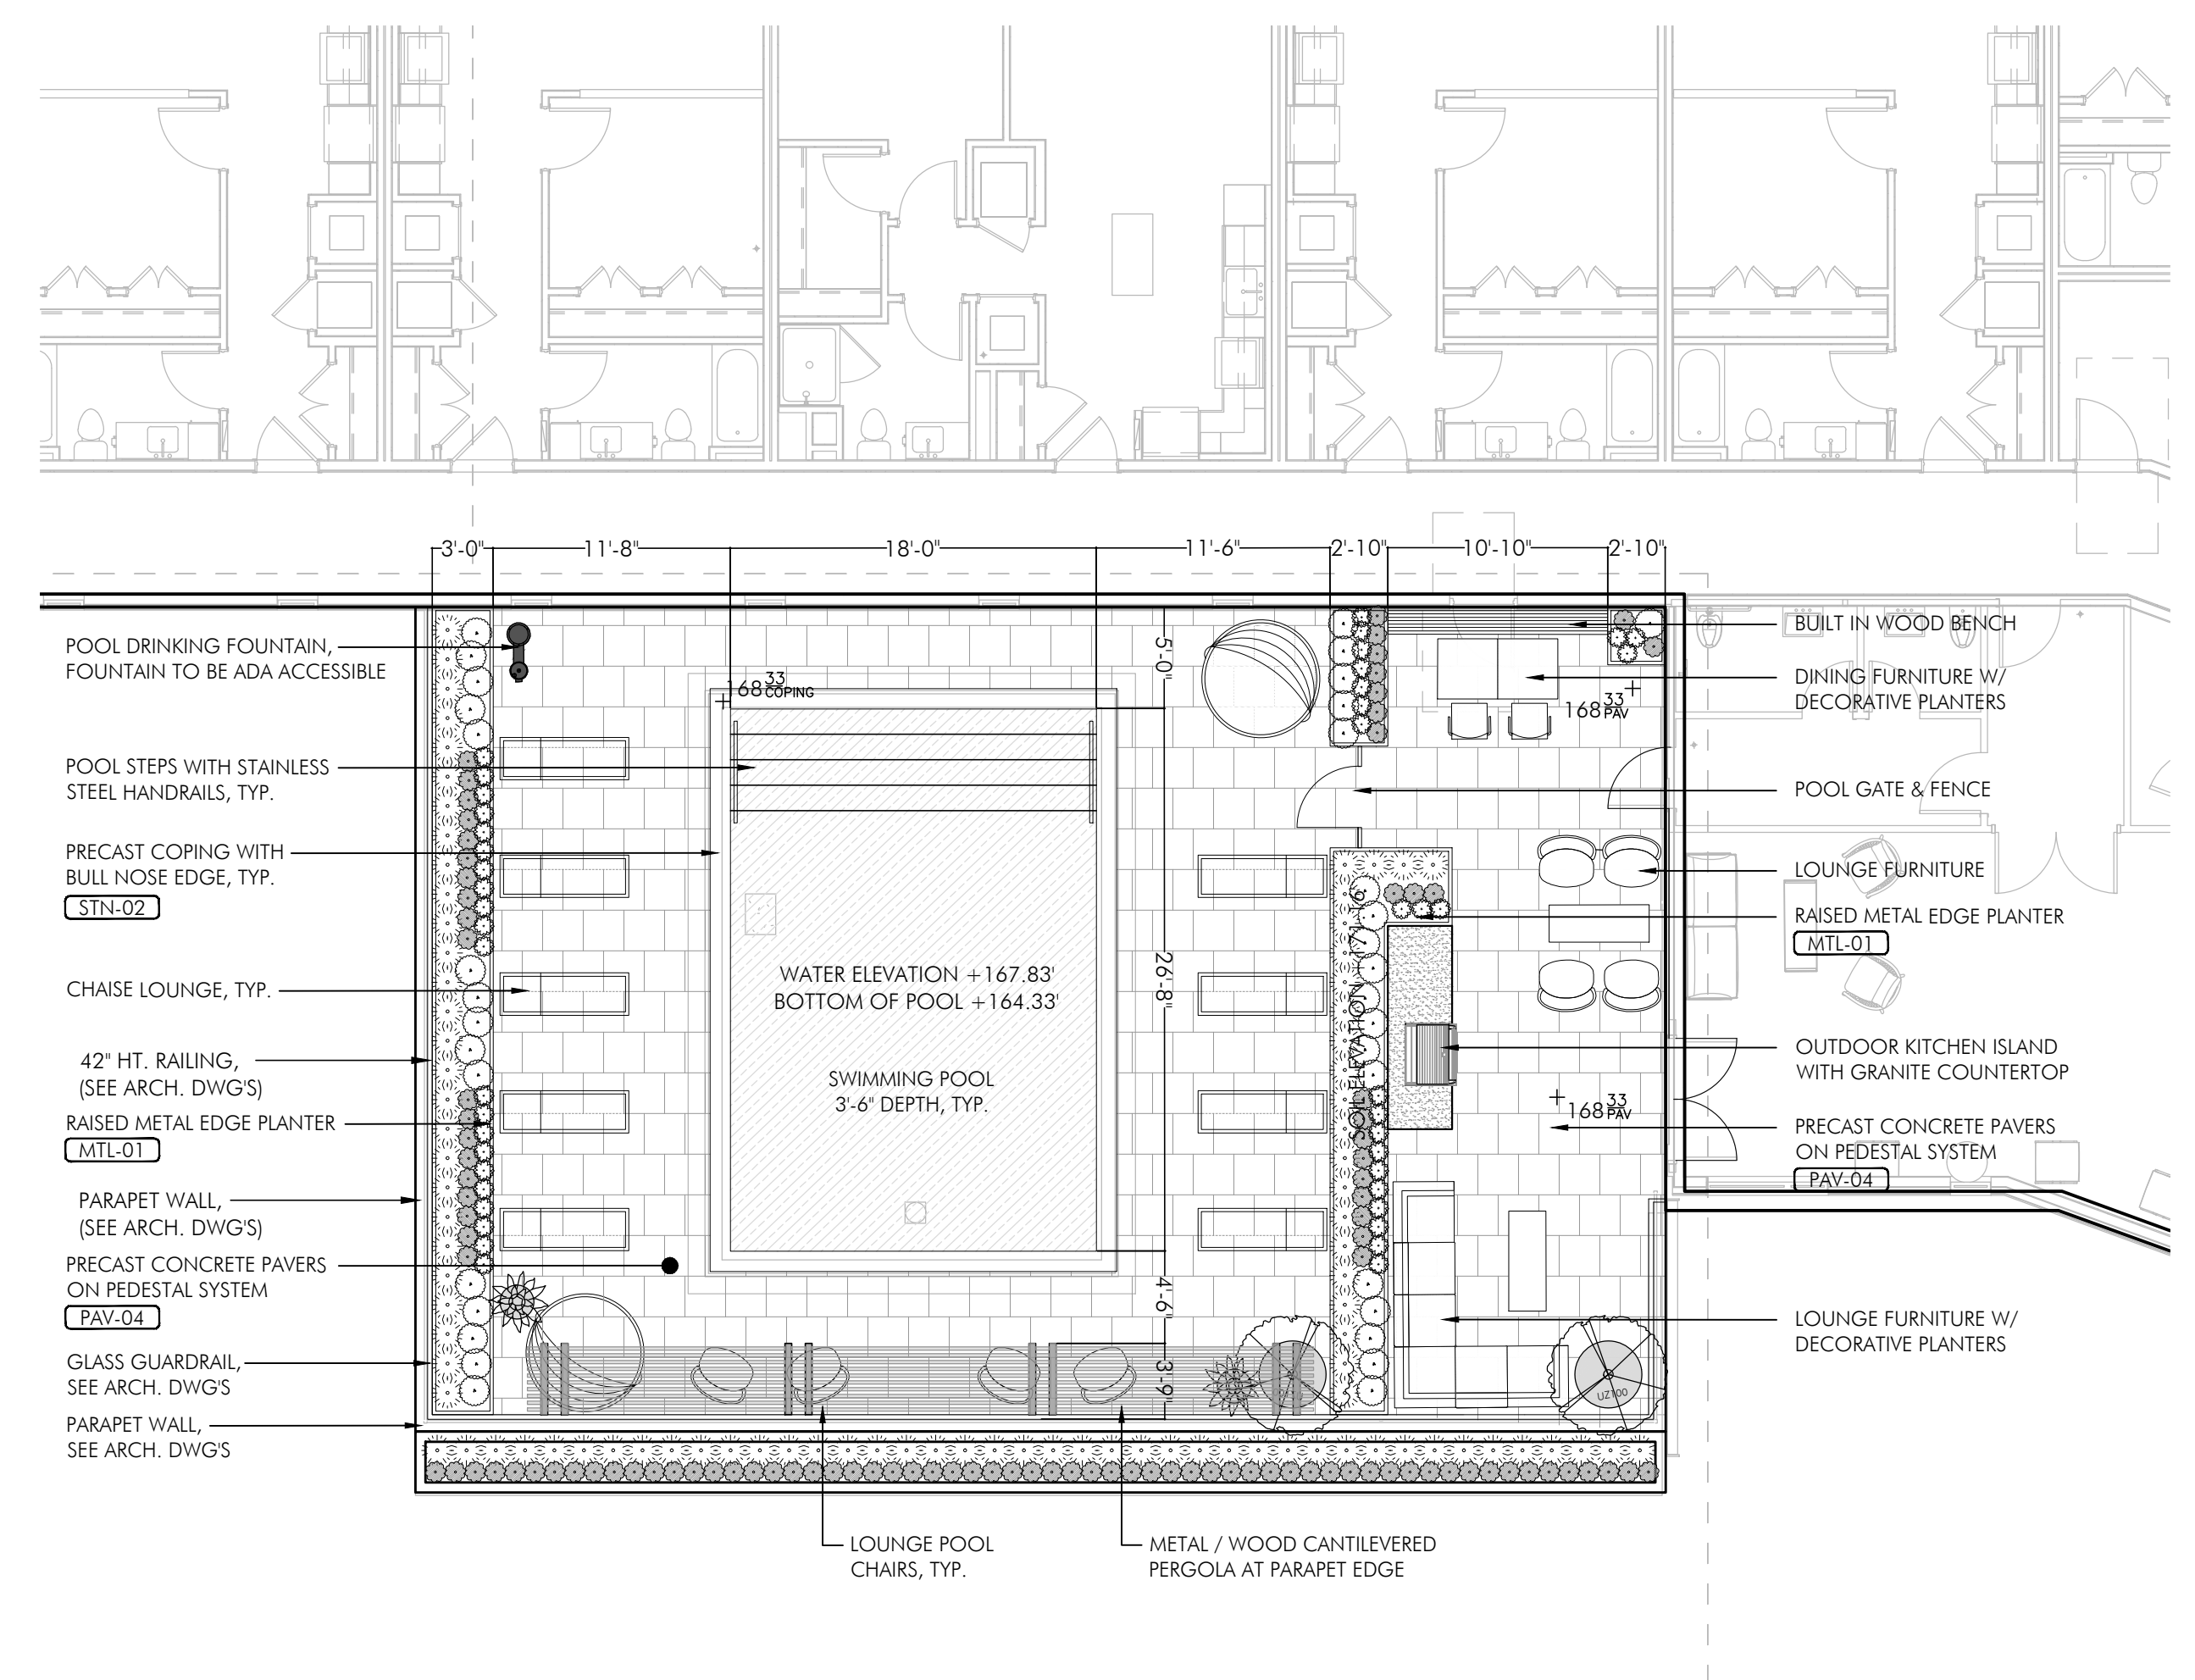 3'-0"
11'-8"
18'-0"
11'-6"
2'-10"
10'-10"
2'-10"
POOL DRINKING FOUNTAIN,
FOUNTAIN TO BE ADA ACCESSIBLE
POOL STEPS WITH STAINLESS
STEEL HANDRAILS, TYP.
PRECAST COPING WITH
BULL NOSE EDGE, TYP.
STN-02
CHAISE LOUNGE, TYP.
42" HT. RAILING,
(SEE ARCH. DWG'S)
RAISED METAL EDGE PLANTER
MTL-01
PARAPET WALL,
(SEE ARCH. DWG'S)
PRECAST CONCRETE PAVERS
ON PEDESTAL SYSTEM
PAV-04
GLASS GUARDRAIL,
SEE ARCH. DWG'S
PARAPET WALL,
SEE ARCH. DWG'S
168 33 COPING
5'-0"
26'-8"
4'-6"
3'-9"
WATER ELEVATION +167.83'
BOTTOM OF POOL +164.33'
SWIMMING POOL
3'-6" DEPTH, TYP.
168 33 PAV
168 33 PAV
UZ100
BUILT IN WOOD BENCH
DINING FURNITURE W/
DECORATIVE PLANTERS
POOL GATE & FENCE
LOUNGE FURNITURE
RAISED METAL EDGE PLANTER
MTL-01
OUTDOOR KITCHEN ISLAND
WITH GRANITE COUNTERTOP
PRECAST CONCRETE PAVERS
ON PEDESTAL SYSTEM
PAV-04
LOUNGE FURNITURE W/
DECORATIVE PLANTERS
LOUNGE POOL
CHAIRS, TYP.
METAL / WOOD CANTILEVERED
PERGOLA AT PARAPET EDGE